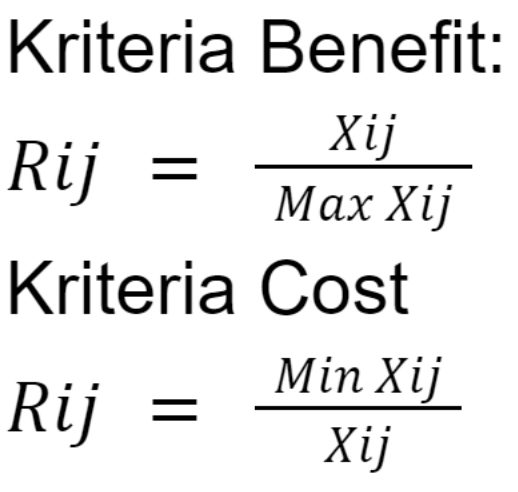 Kriteria Benefit:
Rij = Xij / Max Xij
Kriteria Cost
Rij = Min Xij / Xij